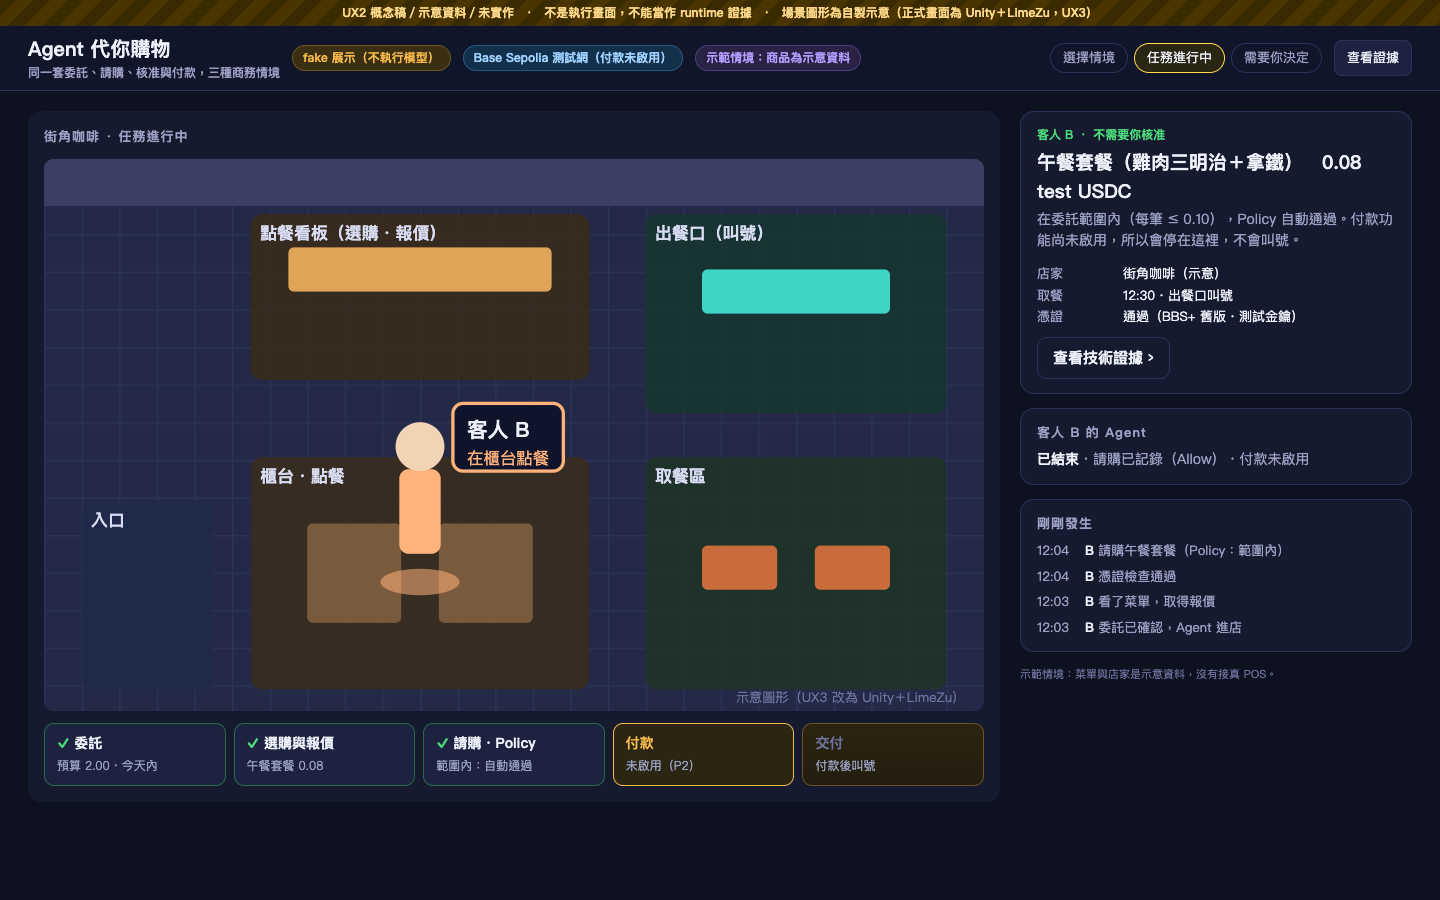 UX2 概念稿 / 示意資料 / 未實作 · 不是執行畫面，不能當作 runtime 證據 · 場景圖形為自製示意（正式畫面為 Unity＋LimeZu，UX3）
Agent 代你購物
同一套委託、請購、核准與付款，三種商務情境
fake 展示（不執行模型）
Base Sepolia 測試網（付款未啟用）
示範情境：商品為示意資料
選擇情境
任務進行中
需要你決定
查看證據
街角咖啡 · 任務進行中
點餐看板（選購 · 報價）
出餐口（叫號）
客人 B
在櫃台點餐
櫃台 · 點餐
取餐區
入口
示意圖形（UX3 改為 Unity＋LimeZu）
✓ 委託
預算 2.00 · 今天內
✓ 選購與報價
午餐套餐 0.08
✓ 請購 · Policy
範圍內：自動通過
付款
未啟用（P2）
交付
付款後叫號
客人 B · 不需要你核准
午餐套餐（雞肉三明治＋拿鐵） 0.08
test USDC
在委託範圍內（每筆 ≤ 0.10），Policy 自動通過。付款功
能尚未啟用，所以會停在這裡，不會叫號。
店家 街角咖啡（示意）
取餐 12:30 · 出餐口叫號
憑證 通過（BBS+ 舊版 · 測試金鑰）
查看技術證據 ›
客人 B 的 Agent
已結束 · 請購已記錄（Allow） · 付款未啟用
剛剛發生
12:04 B 請購午餐套餐（Policy：範圍內）
12:04 B 憑證檢查通過
12:03 B 看了菜單，取得報價
12:03 B 委託已確認，Agent 進店
示範情境：菜單與店家是示意資料，沒有接真 POS。